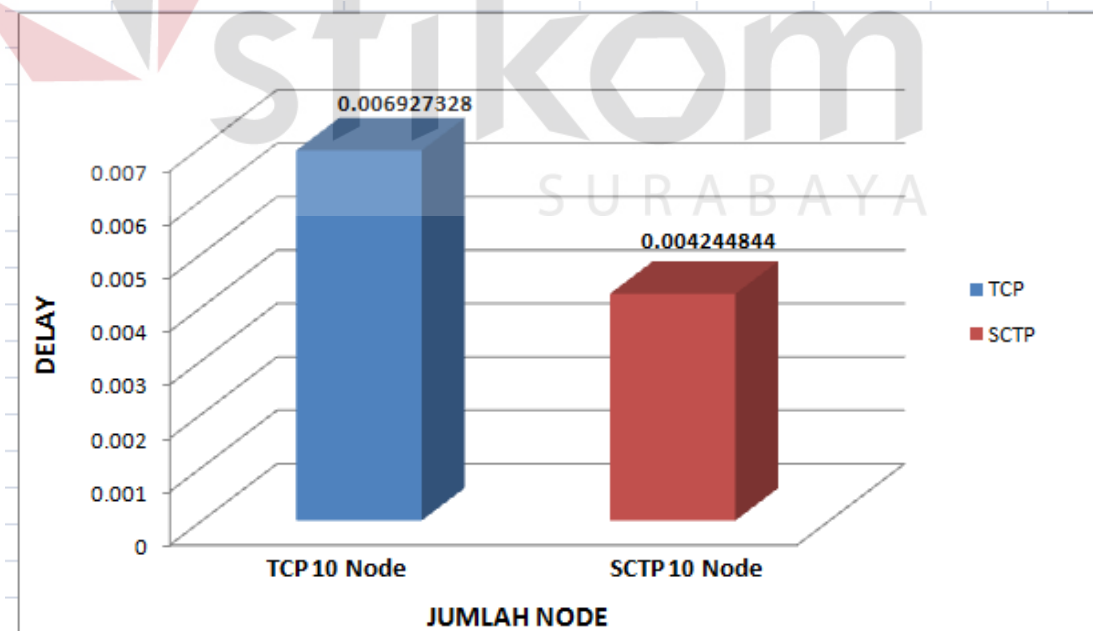 stikom
SURABAYA
0.006927328
0.004244844
0.007
0.006
0.005
0.004
0.003
0.002
0.001
0
DELAY
TCP 10 Node
SCTP 10 Node
JUMLAH NODE
TCP
SCTP